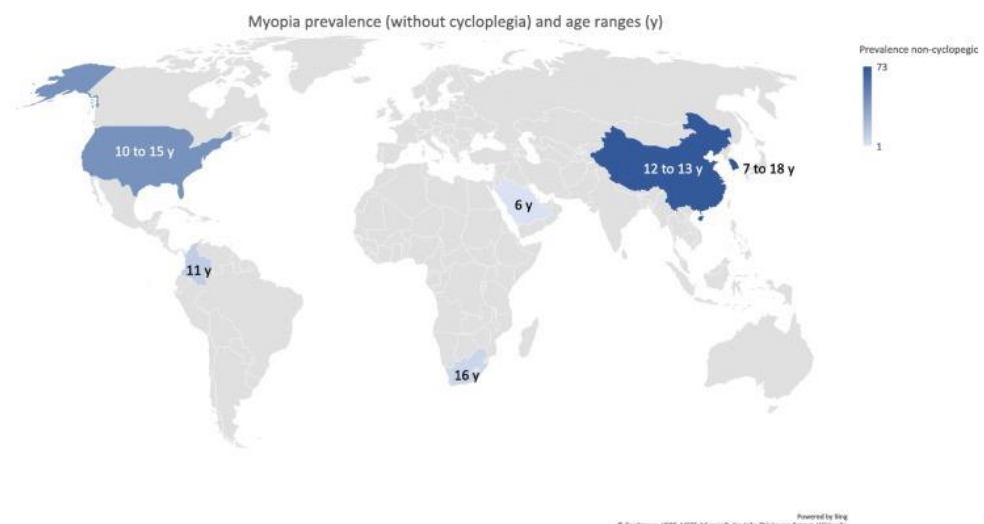 Myopia prevalence (without cycloplegia) and age ranges (y)
Prevalence non-cyclopegic
73
1
10 to 15 y
12 to 13 y
7 to 18 y
6 y
11 y
16 y
Powered by Bing